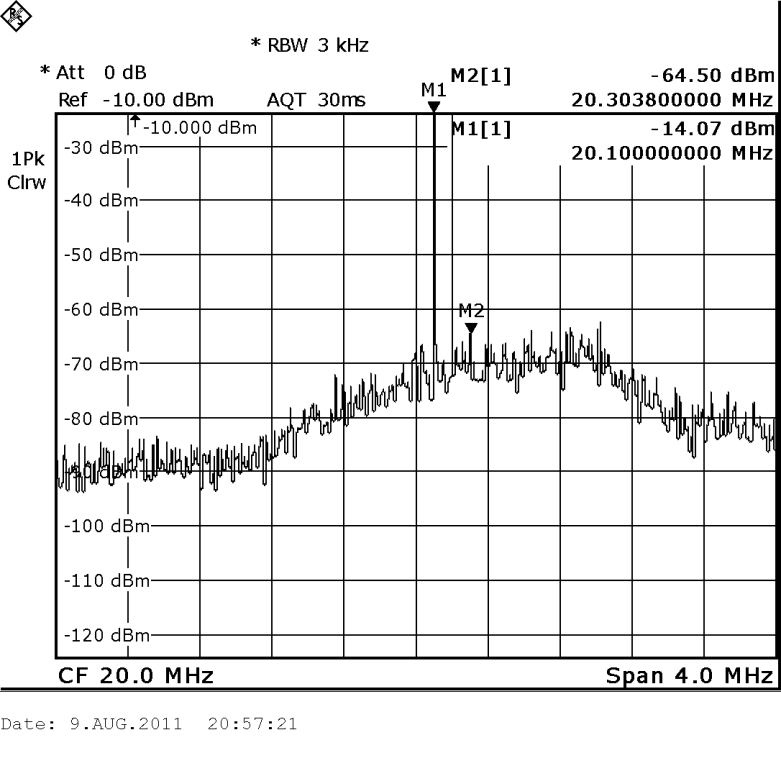 R S
* RBW 3 kHz
* Att 0 dB
M2[1] -64.50 dBm
Ref -10.00 dBm AQT 30ms M1 20.303800000 MHz
-10.000 dBm M1[1] -14.07 dBm
-30 dBm 20.100000000 MHz
1Pk
Clrw
-40 dBm
-50 dBm
-60 dBm
M2
-70 dBm
-80 dBm
-90 dBm
-100 dBm
-110 dBm
-120 dBm
CF 20.0 MHz Span 4.0 MHz
Date: 9.AUG.2011 20:57:21